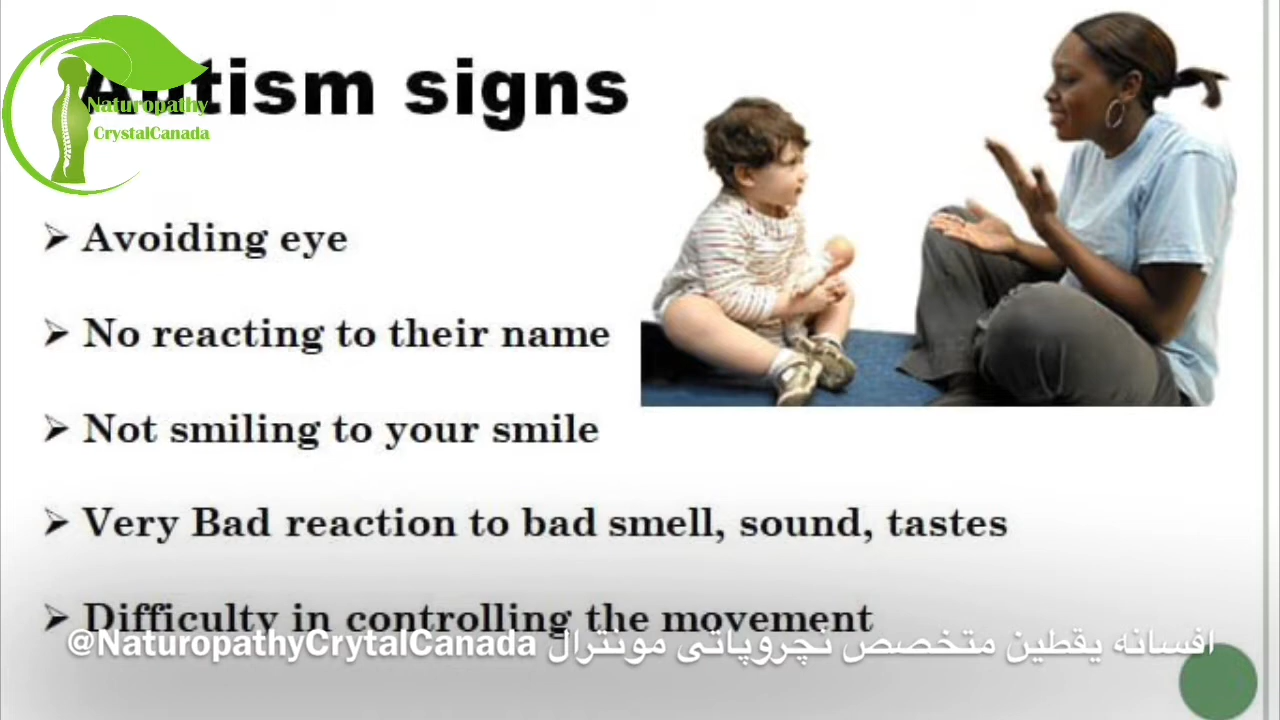 Autism signs
Naturopathy
CrystalCanada
Avoiding eye
No reacting to their name
Not smiling to your smile
Very Bad reaction to bad smell, sound, tastes
Difficulty in controlling the movement
@NaturopathyCrytalCanada افسانه یقطین متخصص نچروپاتی مونترال